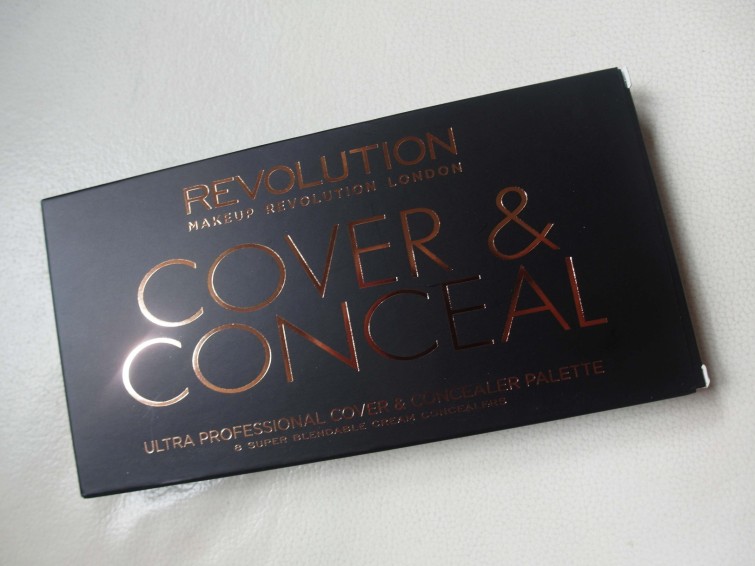 REVOLUTION
MAKEUP REVOLUTION LONDON
COVER &
CONCEAL
ULTRA PROFESSIONAL COVER & CONCEALER PALETTE
8 SUPER BLENDABLE CREAM CONCEALERS